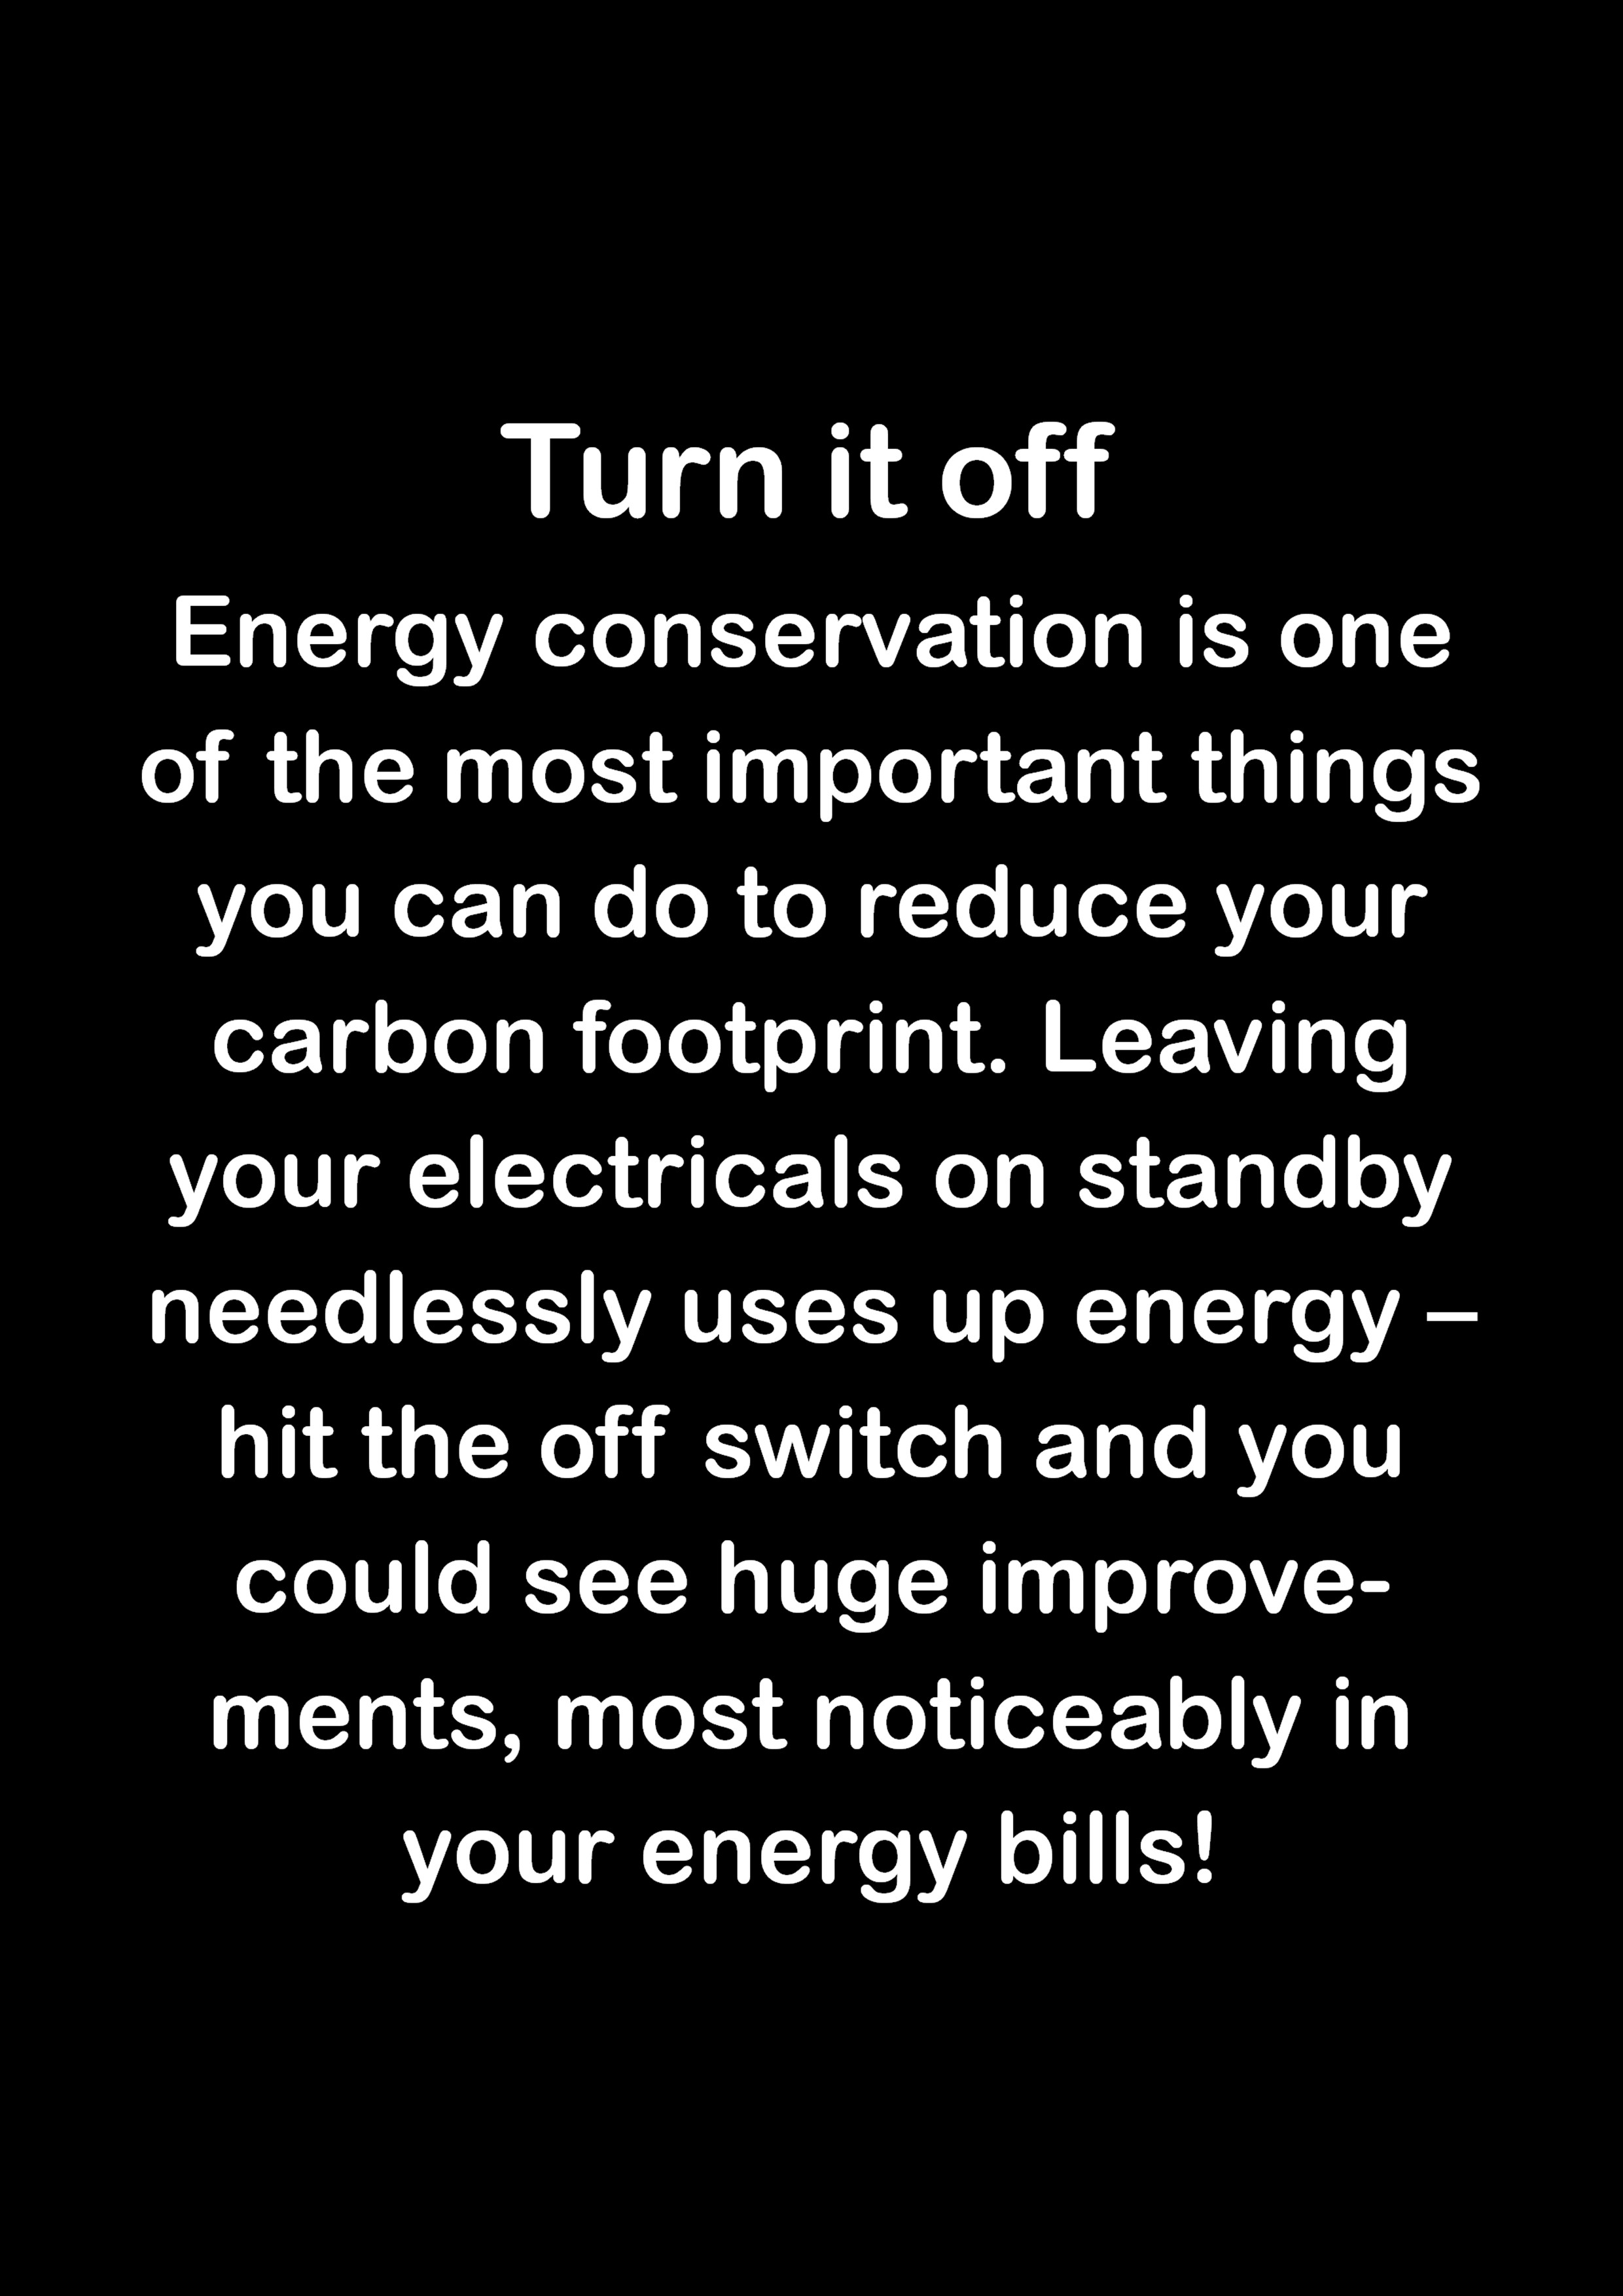 Turn it off
Energy conservation is one
of the most important things
you can do to reduce your
carbon footprint. Leaving
your electricals on standby
needlessly uses up energy –
hit the off switch and you
could see huge improve-
ments, most noticeably in
your energy bills!